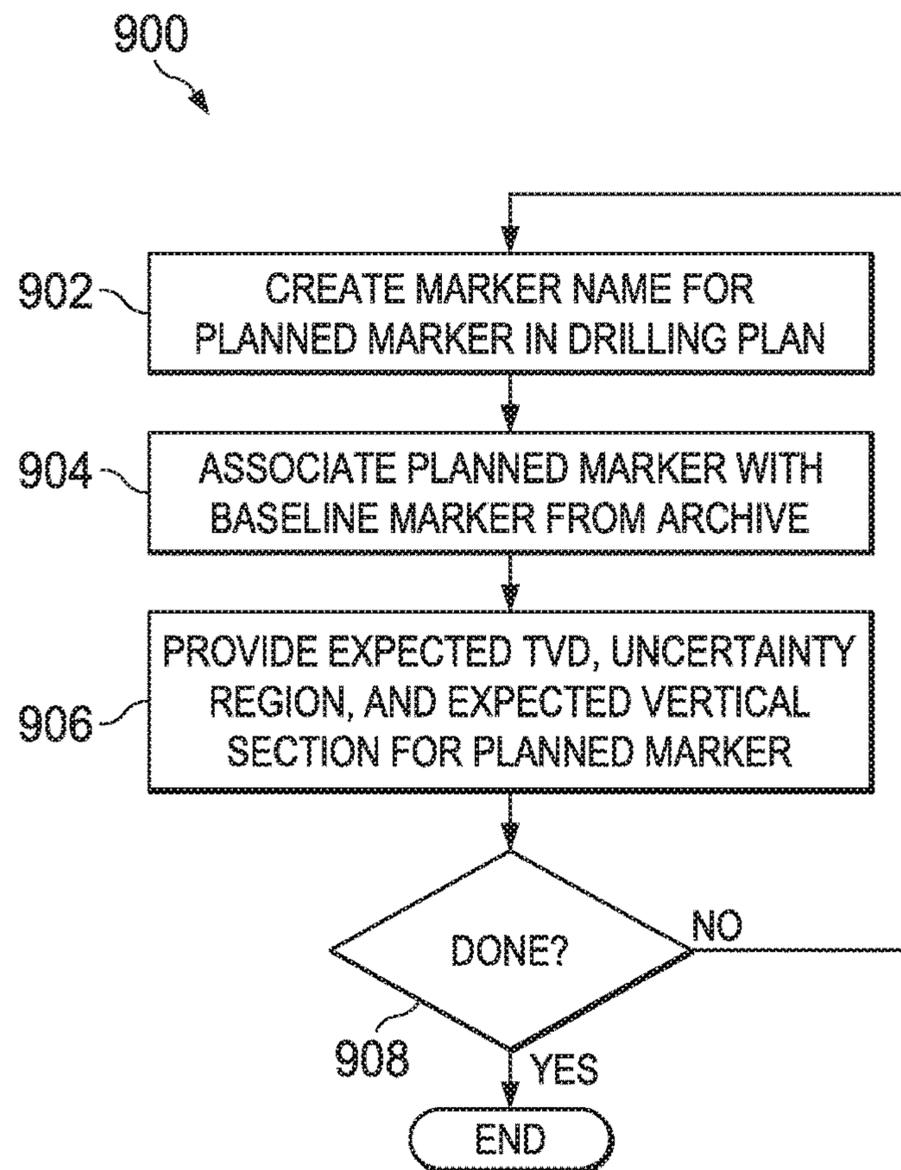 900
902
CREATE MARKER NAME FOR
PLANNED MARKER IN DRILLING PLAN
904
ASSOCIATE PLANNED MARKER WITH
BASELINE MARKER FROM ARCHIVE
906
PROVIDE EXPECTED TVD, UNCERTAINTY
REGION, AND EXPECTED VERTICAL
SECTION FOR PLANNED MARKER
DONE?
NO
908
YES
END